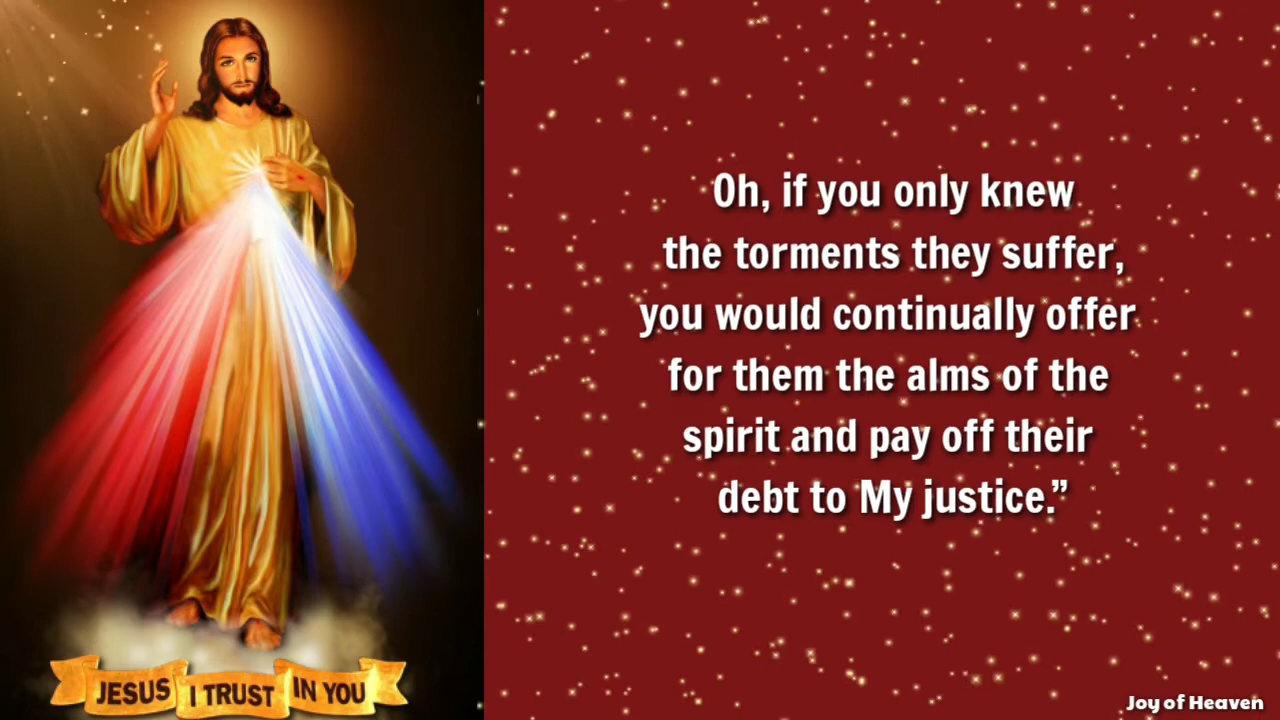 Oh, if you only knew
the torments they suffer,
you would continually offer
for them the alms of the
spirit and pay off their
debt to My justice.”
JESUS I TRUST IN YOU
Joy of Heaven